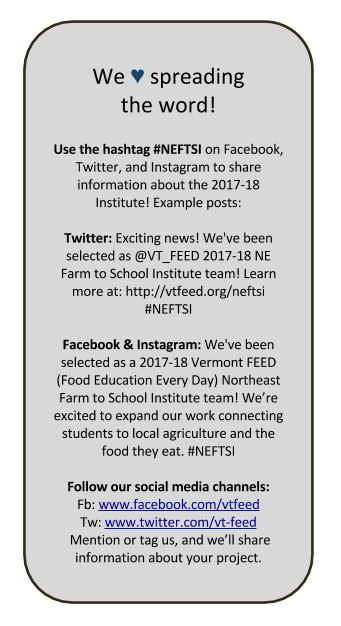 We ♥ spreading
the word!
Use the hashtag #NEFTSI on Facebook,
Twitter, and Instagram to share
information about the 2017-18
Institute! Example posts:
Twitter: Exciting news! We've been
selected as @VT_FEED 2017-18 NE
Farm to School Institute team! Learn
more at: http://vtfeed.org/neftsi
#NEFTSI
Facebook & Instagram: We've been
selected as a 2017-18 Vermont FEED
(Food Education Every Day) Northeast
Farm to School Institute team! We’re
excited to expand our work connecting
students to local agriculture and the
food they eat. #NEFTSI
Follow our social media channels:
Fb: www.facebook.com/vtfeed
Tw: www.twitter.com/vt-feed
Mention or tag us, and we’ll share
information about your project.